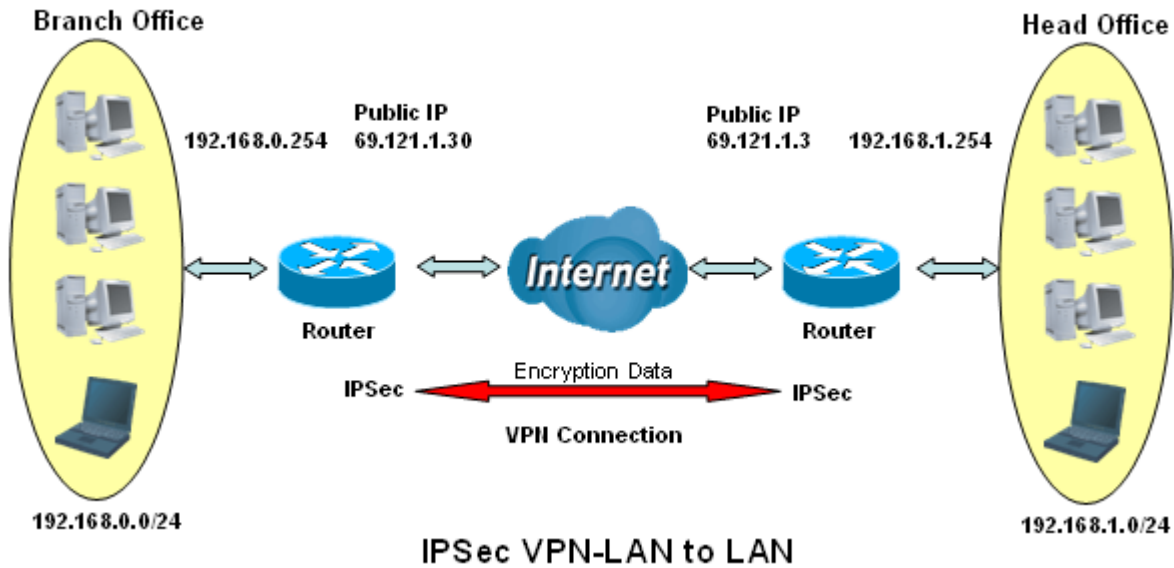 Branch Office
Head Office
Public IP
69.121.1.30
192.168.0.254
Public IP
69.121.1.3
192.168.1.254
Internet
Router
Router
Encryption Data
IPSec
IPSec
VPN Connection
192.168.0.0/24
192.168.1.0/24
IPSec VPN-LAN to LAN